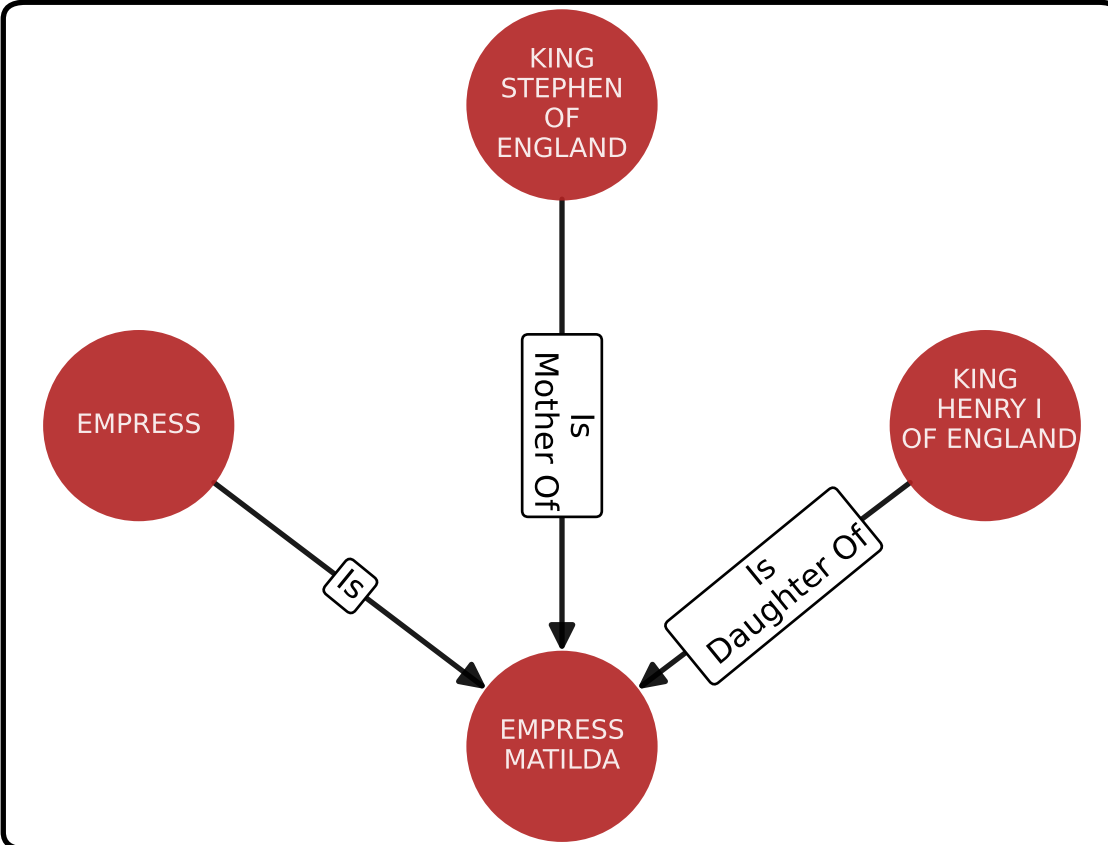 KING
STEPHEN
OF
ENGLAND
Is
Mother Of
EMPRESS
KING
HENRY I
OF ENGLAND
Is
Is
Daughter Of
EMPRESS
MATILDA